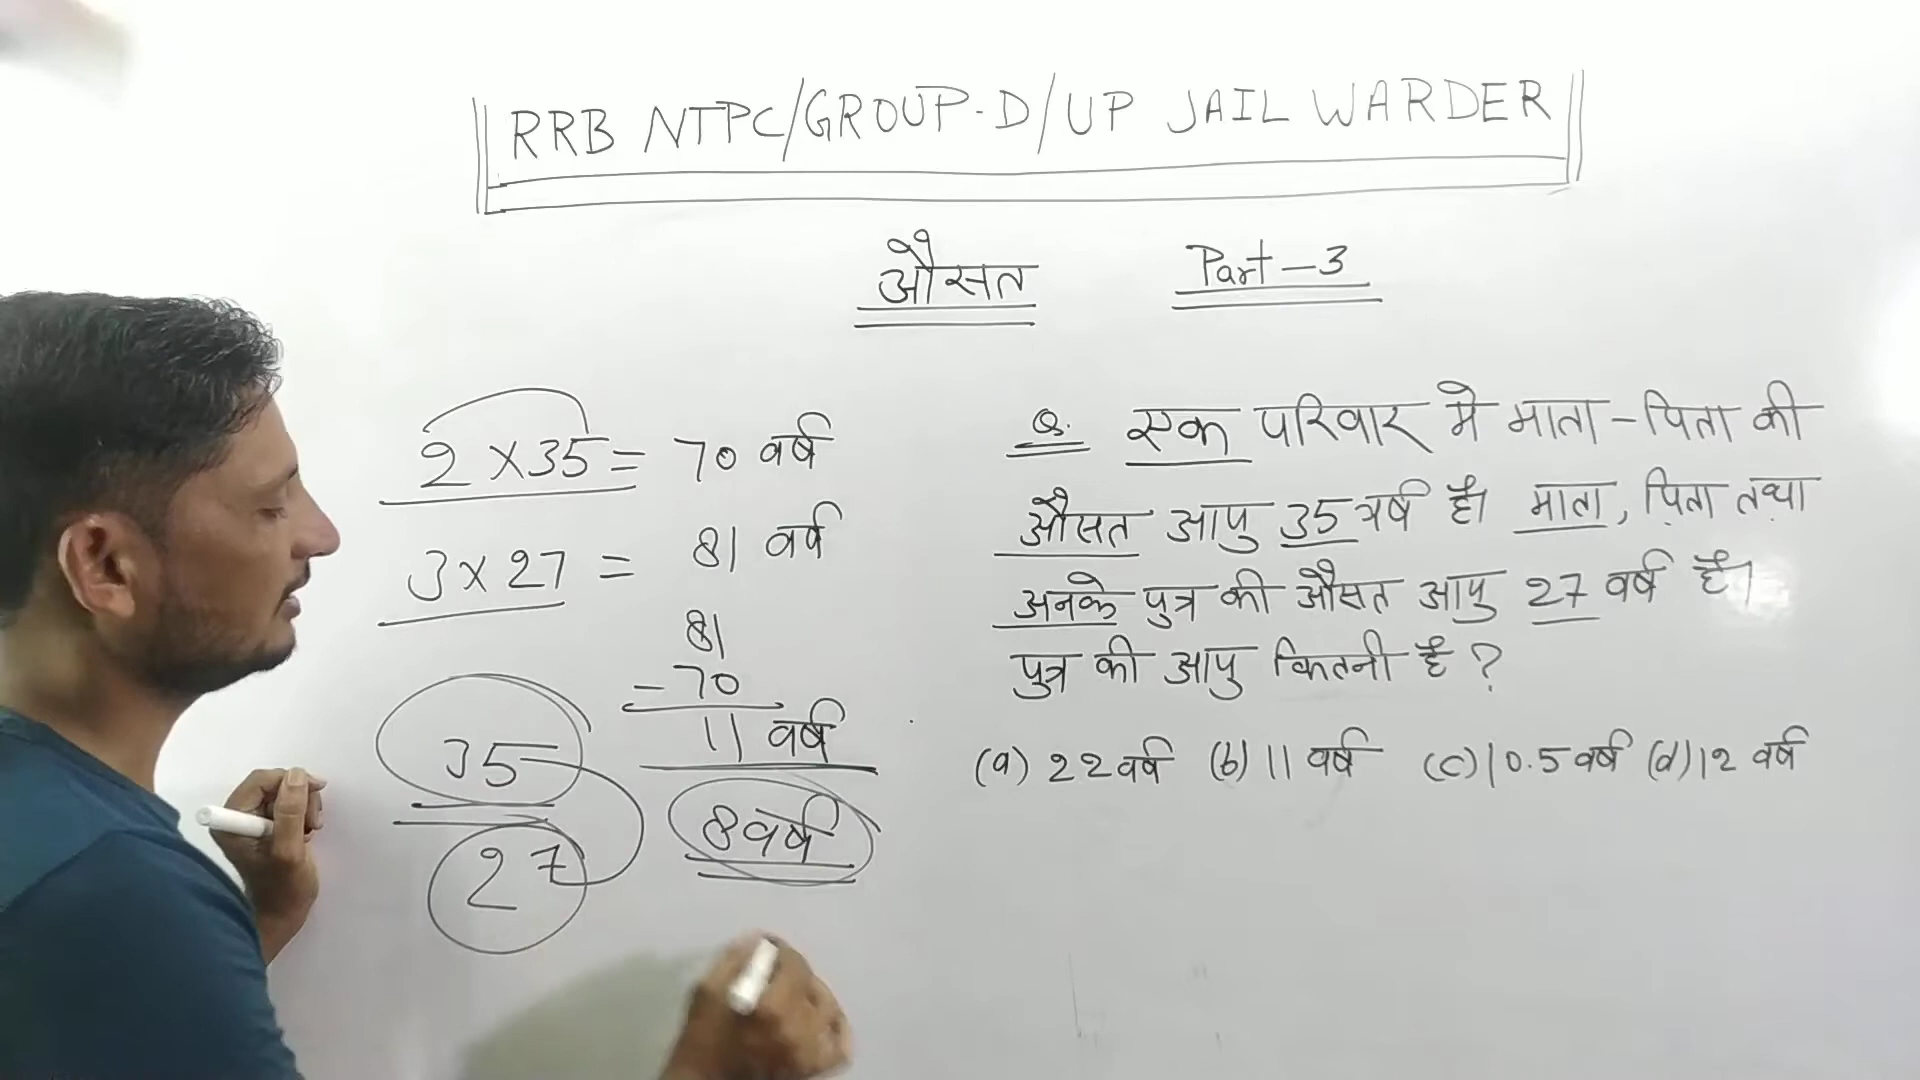 RRB NTPC/GROUP-D/UP JAIL WARDER
औसत Part-3
2 x 35 = 70 वर्ष
3 x 27 = 81 वर्ष
81
- 70
11 वर्ष
35
8 वर्ष
27
Q. एक परिवार मे माता - पिता की
औसत आयु 35 वर्ष है। माता, पिता तथा
उनके पुत्र की औसत आयु 27 वर्ष है।
पुत्र की आयु कितनी है ?
(a) 22 वर्ष (b) 11 वर्ष (c) 10.5 वर्ष (d) 12 वर्ष